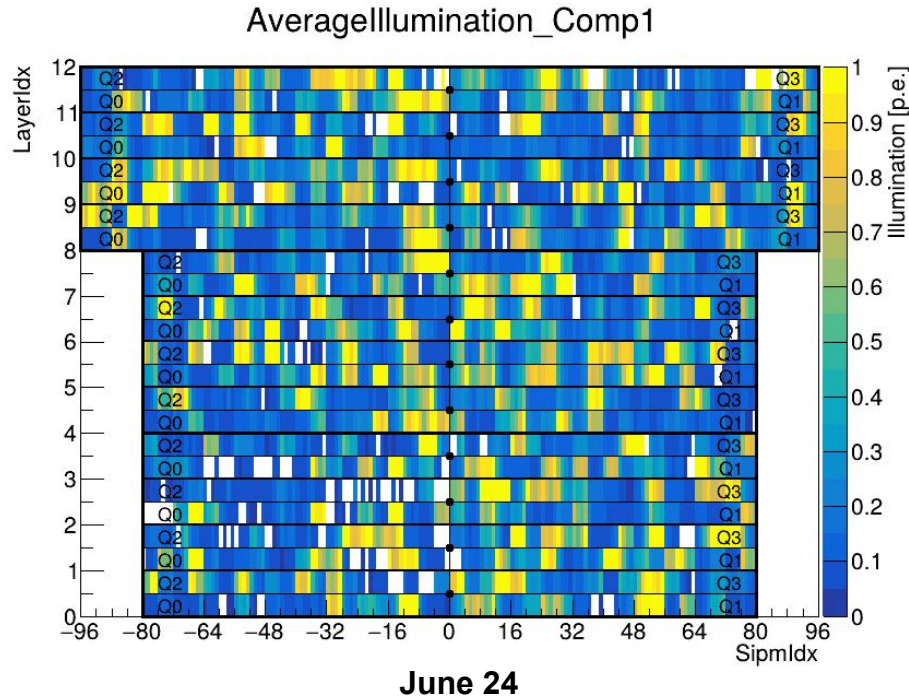 AverageIllumination_Comp1
LayerIdx
Illumination [p.e.]
12 Q2 Q3 1
11 Q0 Q1 0.9
Q2 Q3
10 Q0 Q1 0.8
Q2 Q3
9 Q0 Q1 0.7
Q2 Q3
8 Q0 Q1
7 Q2 Q3 0.6
Q0 Q1
6 Q2 Q3 0.5
Q0 Q1
5 Q2 Q3 0.4
Q0 Q1
4 Q2 Q3
Q0 Q1
3 Q2 Q3 0.3
Q0 Q1
2 Q2 Q3 0.2
Q0 Q1
1 Q2 Q3 0.1
Q0 Q1
0 Q2 Q3 0
Q0 Q1
−96 −80 −64 −48 −32 −16 0 16 32 48 64 80 96
SipmIdx
June 24